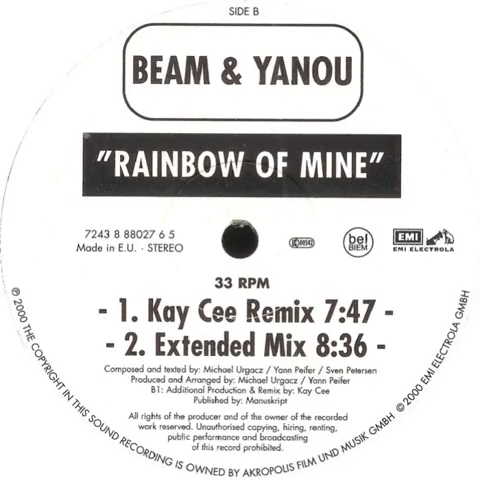 SIDE B
BEAM & YANOU
"RAINBOW OF MINE"
7243 8 88027 6 5
Made in E.U. - STEREO
LC 00542
bel
BIEM
EMI
EMI ELECTROLA
33 RPM
- 1. Kay Cee Remix 7:47 -
- 2. Extended Mix 8:36 -
Composed and texted by: Michael Urgacz / Yann Peifer / Sven Petersen
Produced and Arranged by: Michael Urgacz / Yann Peifer
B1: Additional Production & Remix by: Kay Cee
Published by: Manuskript
All rights of the producer and of the owner of the recorded
work reserved. Unauthorised copying, hiring, renting,
public performance and broadcasting
of this record prohibited.
℗ 2000 THE COPYRIGHT IN THIS SOUND RECORDING IS OWNED BY AKROPOLIS FILM UND MUSIK GMBH © 2000 EMI ELECTROLA GMBH